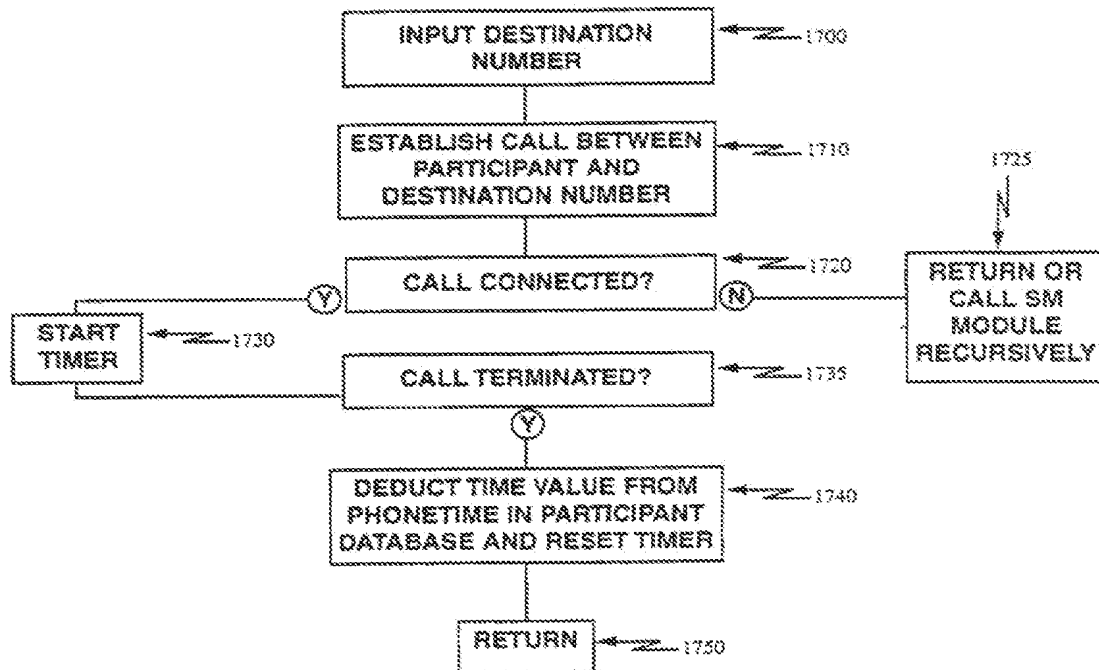 INPUT DESTINATION
NUMBER
1700
ESTABLISH CALL BETWEEN
PARTICIPANT AND
DESTINATION NUMBER
1710
1725
CALL CONNECTED?
1720
Y
N
RETURN OR
CALL SM
MODULE
RECURSIVELY
START
TIMER
1730
CALL TERMINATED?
1735
Y
DEDUCT TIME VALUE FROM
PHONETIME IN PARTICIPANT
DATABASE AND RESET TIMER
1740
RETURN
1750